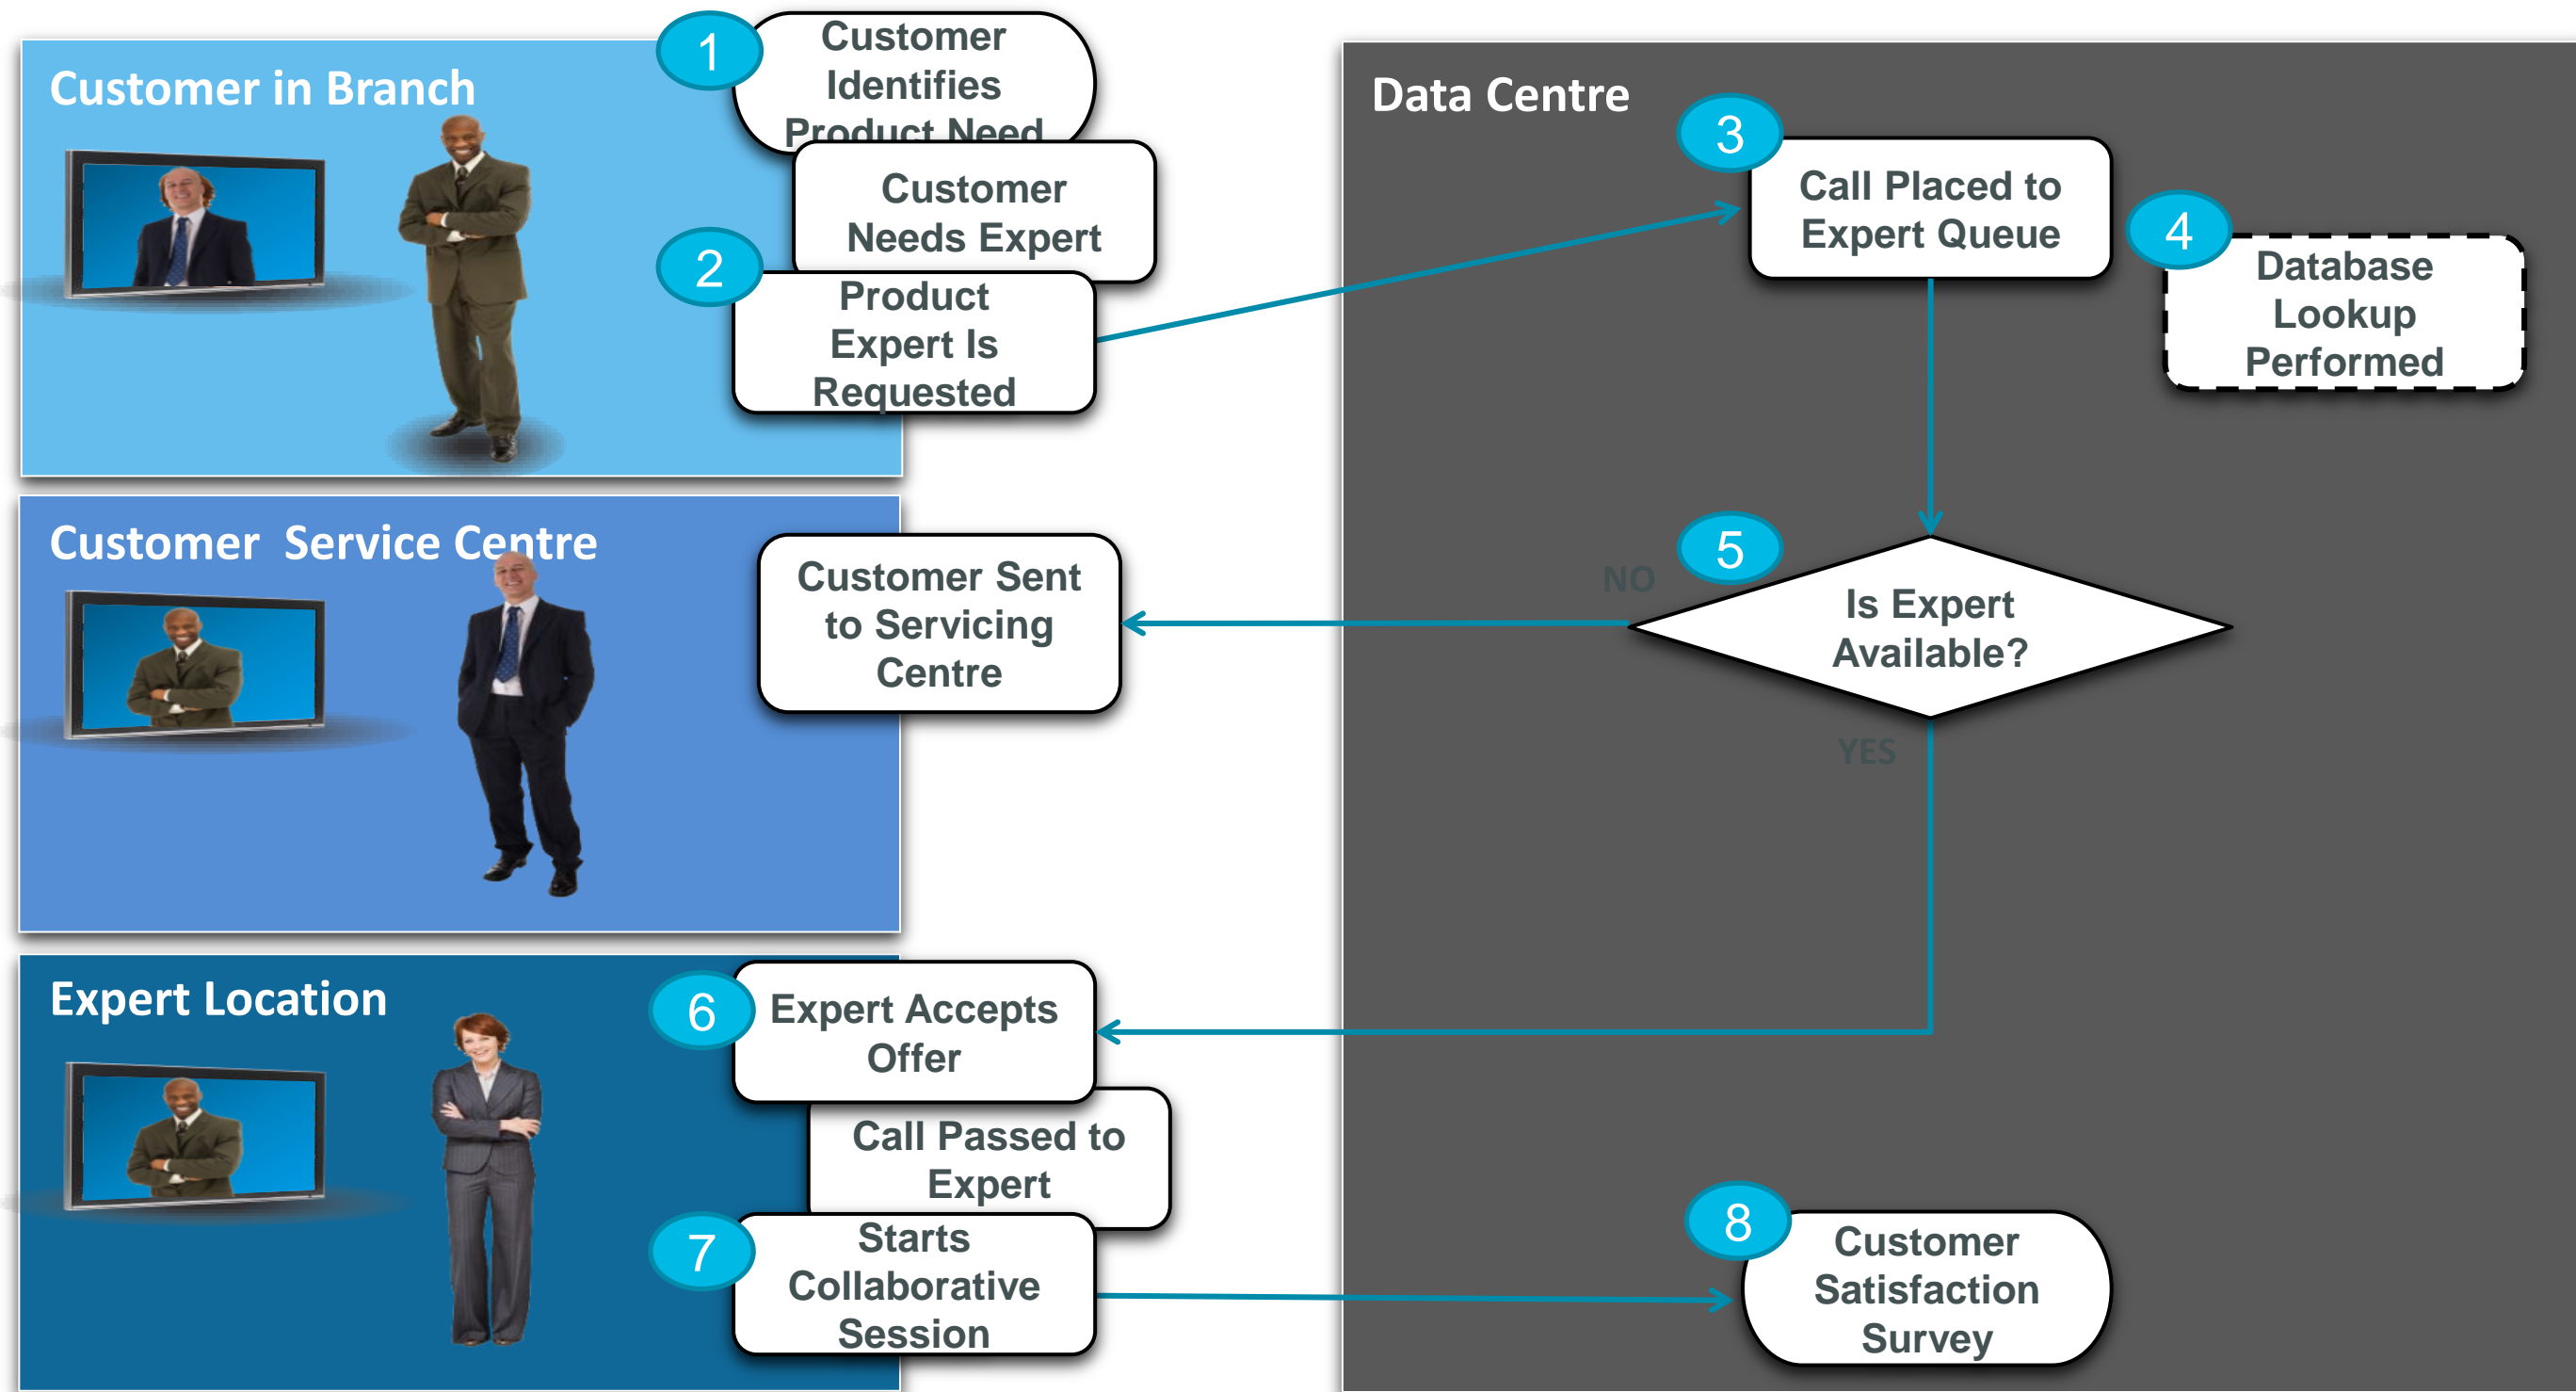 Customer in Branch
1
Customer
Identifies
Product Need
Customer
Needs Expert
2
Product
Expert Is
Requested
Customer  Service Centre
Customer Sent
to Servicing
Centre
Expert Location
6
Expert Accepts
Offer
Call Passed to
Expert
7
Starts
Collaborative
Session
Data Centre
3
Call Placed to
Expert Queue
4
Database
Lookup
Performed
5
NO
Is Expert
Available?
YES
8
Customer
Satisfaction
Survey